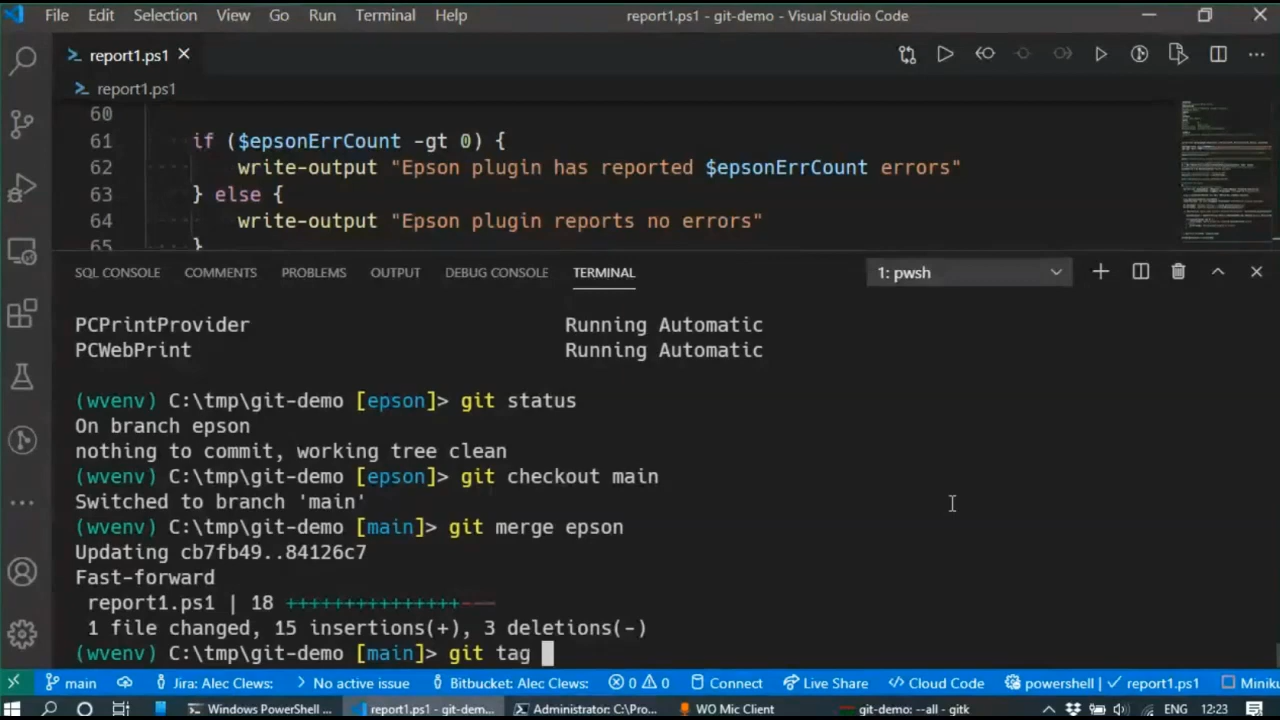 File Edit Selection View Go Run Terminal Help report1.ps1 - git-demo - Visual Studio Code
report1.ps1
report1.ps1
60
61 if ($epsonErrCount -gt 0) {
62 write-output "Epson plugin has reported $epsonErrCount errors"
63 } else {
64 write-output "Epson plugin reports no errors"
65 }
SQL CONSOLE COMMENTS PROBLEMS OUTPUT DEBUG CONSOLE TERMINAL 1: pwsh
PCPrintProvider Running Automatic
PCWebPrint Running Automatic
(wvenv) C:\tmp\git-demo [epson]> git status
On branch epson
nothing to commit, working tree clean
(wvenv) C:\tmp\git-demo [epson]> git checkout main
Switched to branch 'main'
(wvenv) C:\tmp\git-demo [main]> git merge epson
Updating cb7fb49..84126c7
Fast-forward
report1.ps1 | 18 +++++++++++++++---
1 file changed, 15 insertions(+), 3 deletions(-)
(wvenv) C:\tmp\git-demo [main]> git tag
main Jira: Alec Clews: No active issue Bitbucket: Alec Clews: 0 0 Connect Live Share Cloud Code powershell | report1.ps1 Miniku
Windows PowerShell ... report1.ps1 - git-dem... Administrator: C:\Pro... WO Mic Client git-demo: --all - gitk ENG 12:23